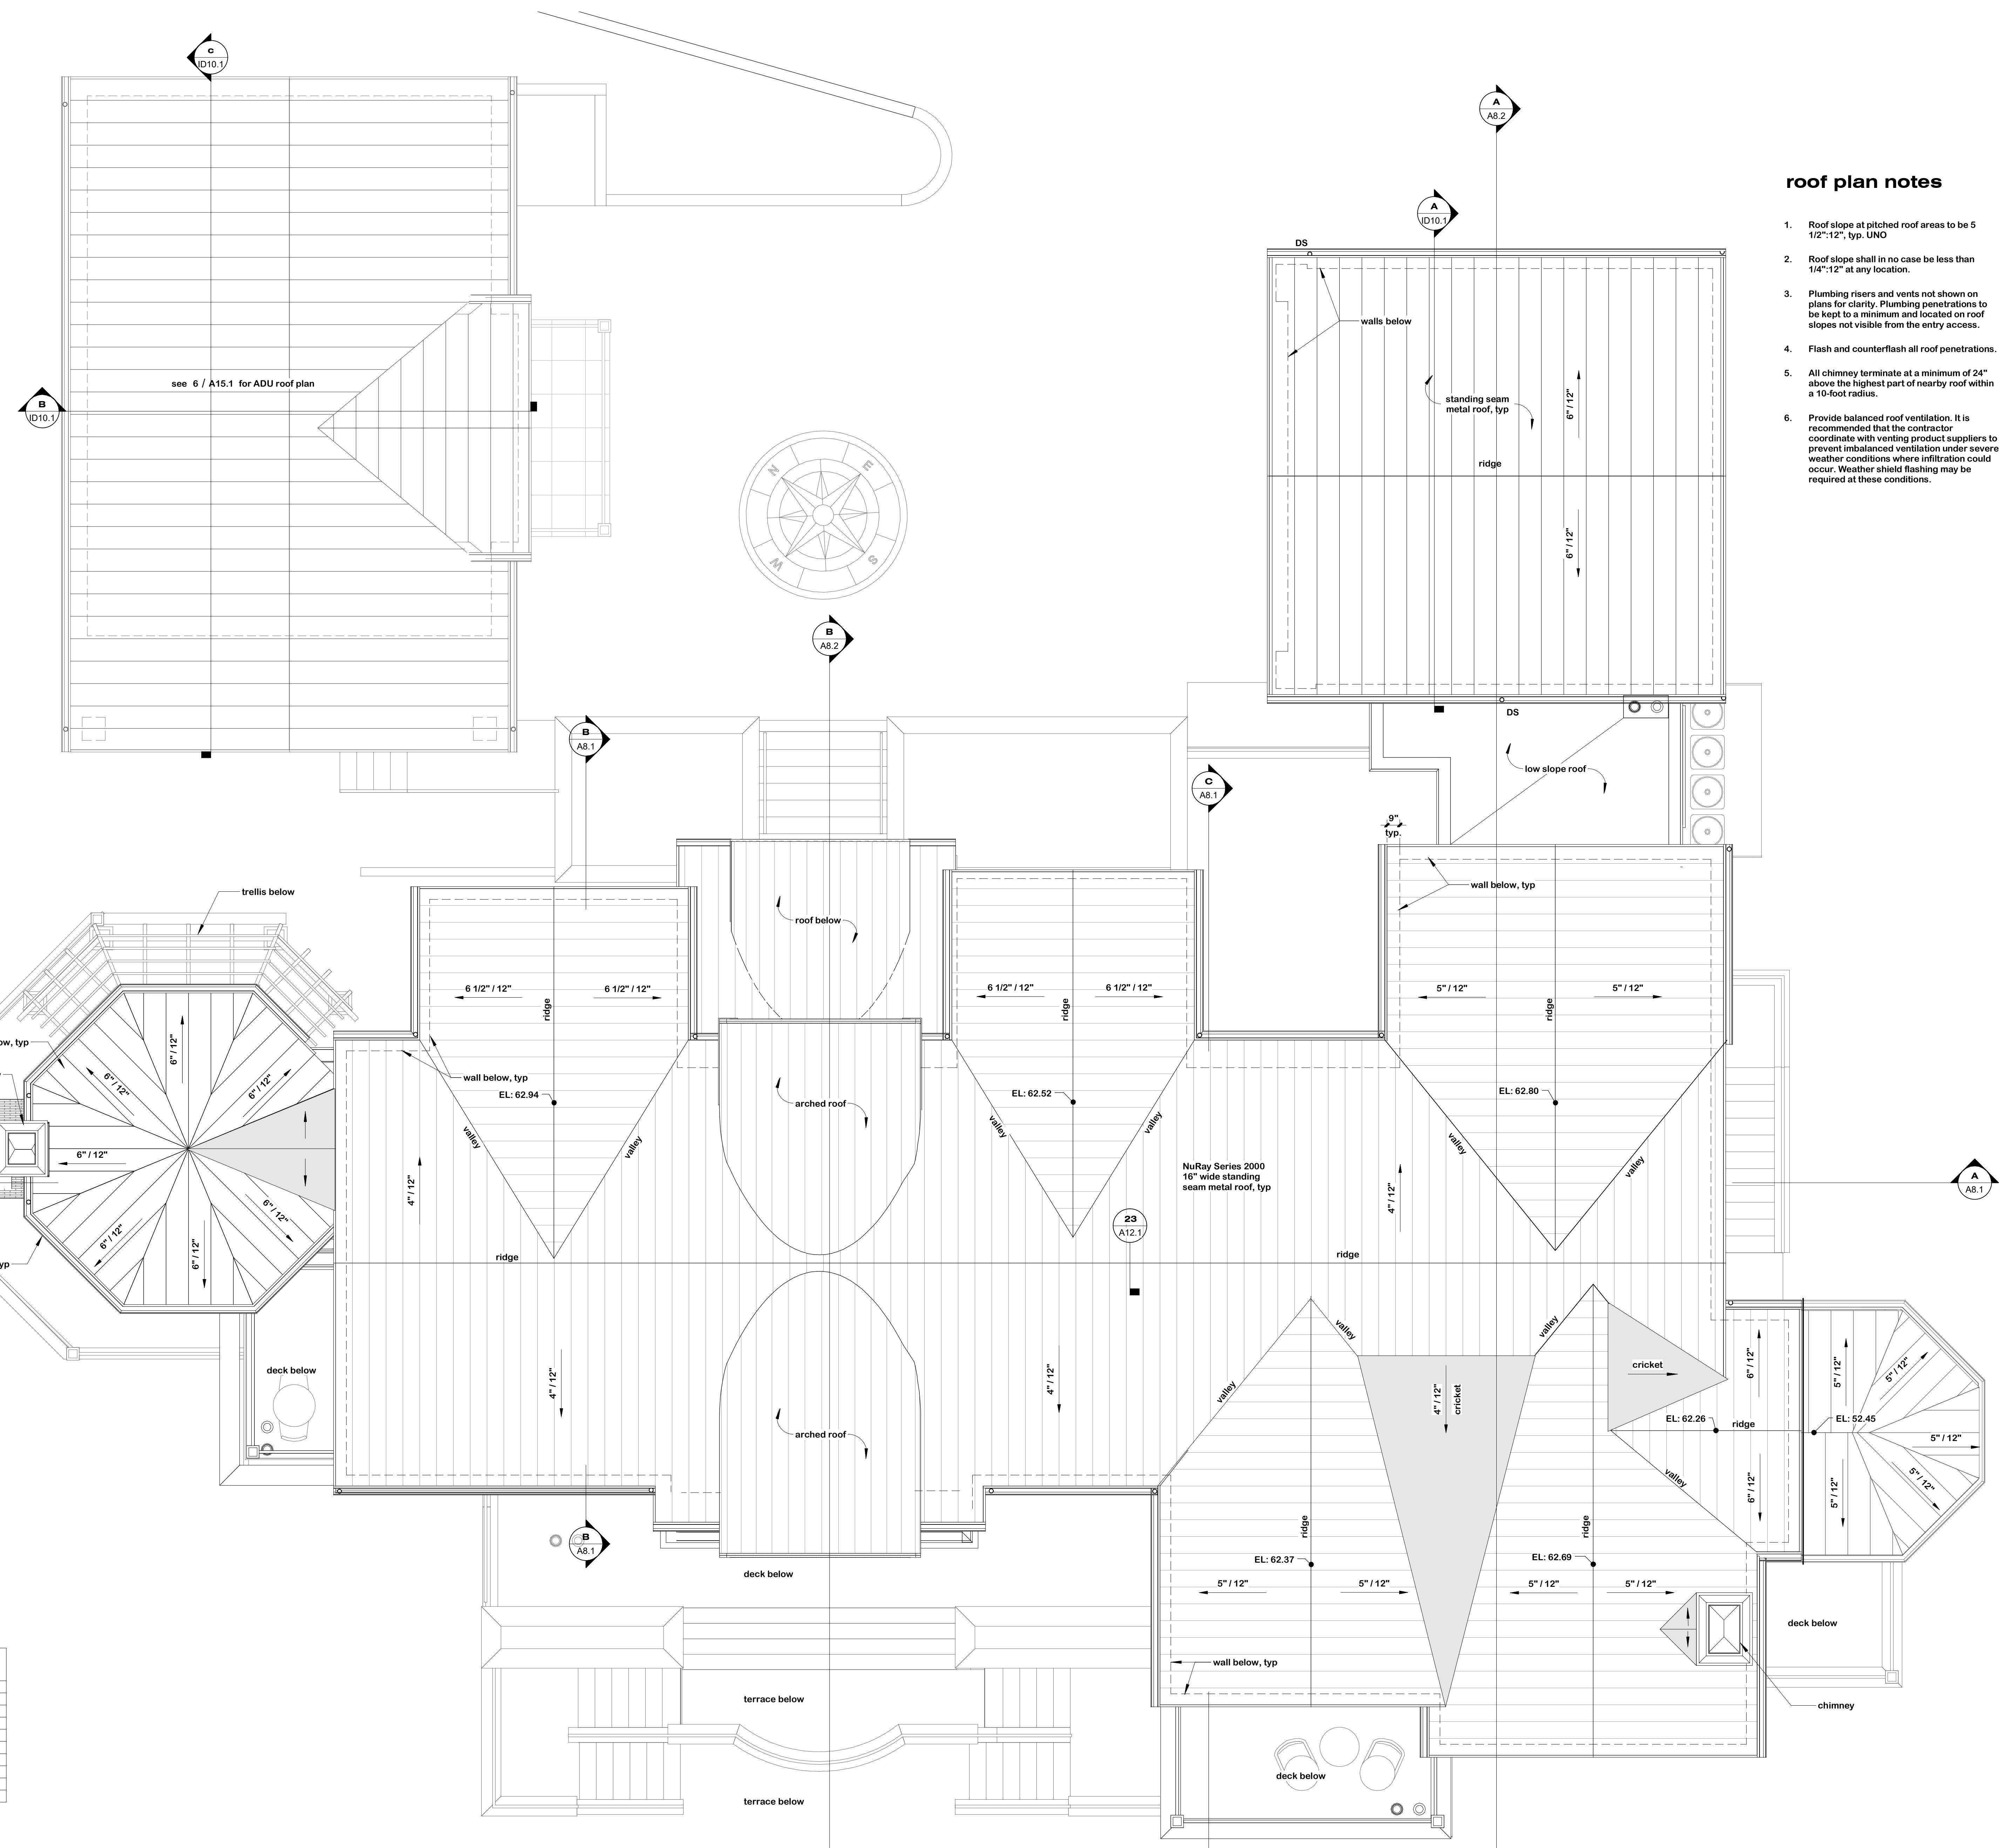 C
ID10.1
A
A8.2
roof plan notes
A
ID10.1
1. Roof slope at pitched roof areas to be 5
1/2":12", typ. UNO
2. Roof slope shall in no case be less than
1/4":12" at any location.
3. Plumbing risers and vents not shown on
plans for clarity. Plumbing penetrations to
be kept to a minimum and located on roof
slopes not visible from the entry access.
4. Flash and counterflash all roof penetrations.
5. All chimney terminate at a minimum of 24"
above the highest part of nearby roof within
a 10-foot radius.
6. Provide balanced roof ventilation. It is
recommended that the contractor
coordinate with venting product suppliers to
prevent imbalanced ventilation under severe
weather conditions where infiltration could
occur. Weather shield flashing may be
required at these conditions.
DS
walls below
see 6 / A15.1 for ADU roof plan
B
ID10.1
standing seam
metal roof, typ
6" / 12"
ridge
6" / 12"
N
E
W
S
B
A8.2
DS
B
A8.1
low slope roof
C
A8.1
9"
typ.
trellis below
wall below, typ
roof below
6 1/2" / 12"
6 1/2" / 12"
ridge
6 1/2" / 12"
6 1/2" / 12"
ridge
5" / 12"
5" / 12"
ridge
ow, typ
6" / 12"
6" / 12"
6" / 12"
wall below, typ
EL: 62.94
arched roof
EL: 62.52
EL: 62.80
valley
valley
valley
valley
valley
valley
6" / 12"
4" / 12"
NuRay Series 2000
16" wide standing
seam metal roof, typ
4" / 12"
A
A8.1
6" / 12"
6" / 12"
6" / 12"
23
A12.1
yp
ridge
ridge
valley
valley
deck below
4" / 12"
4" / 12"
valley
4" / 12"
cricket
cricket
6" / 12"
5" / 12"
5" / 12"
EL: 62.26
ridge
EL: 52.45
5" / 12"
arched roof
valley
6" / 12"
5" / 12"
5" / 12"
B
A8.1
ridge
ridge
EL: 62.37
EL: 62.69
deck below
5" / 12"
5" / 12"
5" / 12"
5" / 12"
deck below
wall below, typ
terrace below
chimney
deck below
terrace below